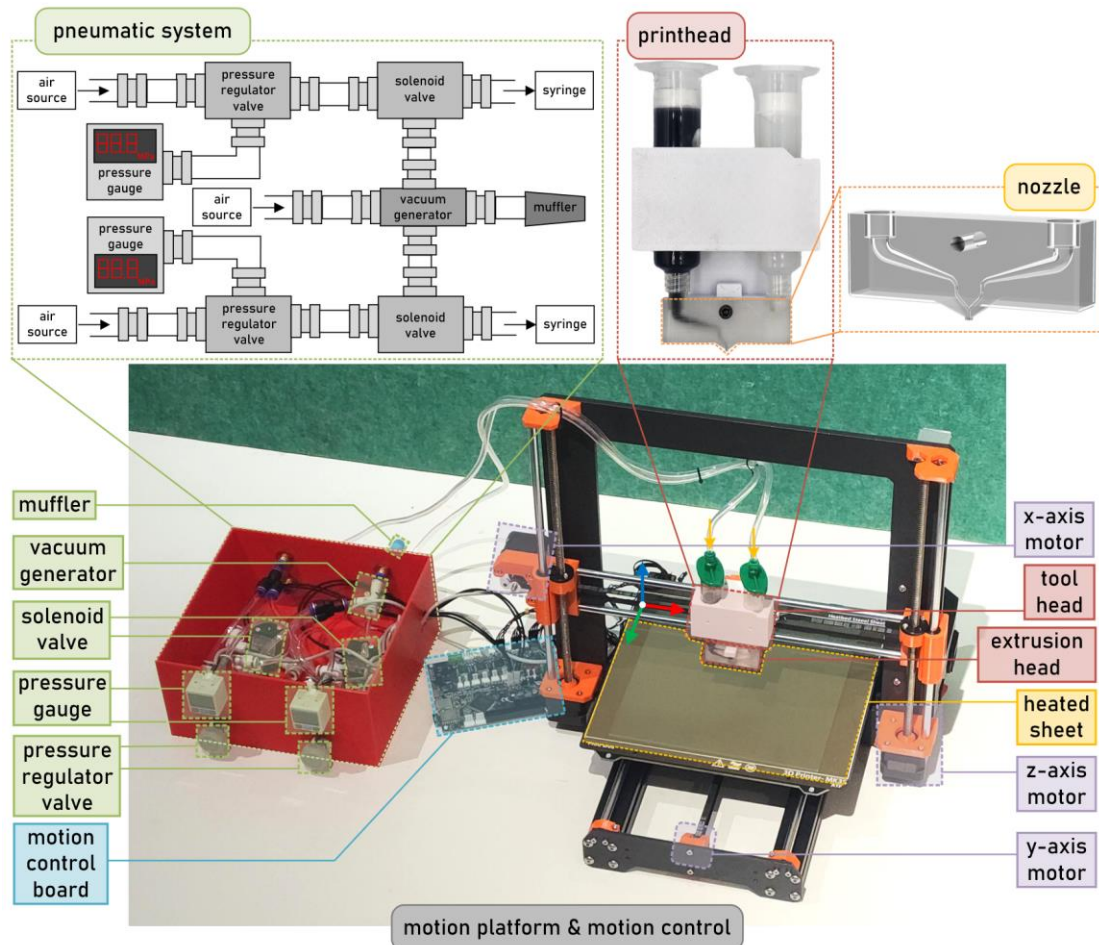 pneumatic system
printhead
nozzle
air
source
pressure
regulator
valve
solenoid
valve
syringe
pressure
gauge
air
source
vacuum
generator
muffler
pressure
gauge
air
source
pressure
regulator
valve
solenoid
valve
syringe
muffler
vacuum
generator
solenoid
valve
pressure
gauge
pressure
regulator
valve
motion
control
board
x-axis
motor
tool
head
extrusion
head
heated
sheet
z-axis
motor
y-axis
motor
motion platform & motion control